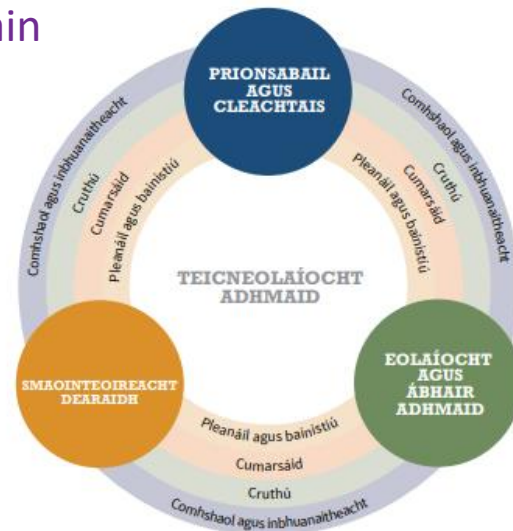 PRIONSABAIL
AGUS
CLEACHTAIS
Comhshaol agus inbhuanaitheacht
Cruthú
Cumarsáid
Pleanáil agus bainistiú
Comhshaol agus inbhuanaitheacht
Cruthú
Cumarsáid
Pleanáil agus bainistiú
TEICNEOLAÍOCHT
ADHMAID
SMAOINTEOIREACHT
DEARAIDH
EOLAÍOCHT
AGUS
ÁBHAIR
ADHMAID
Pleanáil agus bainistiú
Cumarsáid
Cruthú
Comhshaol agus inbhuanaitheacht